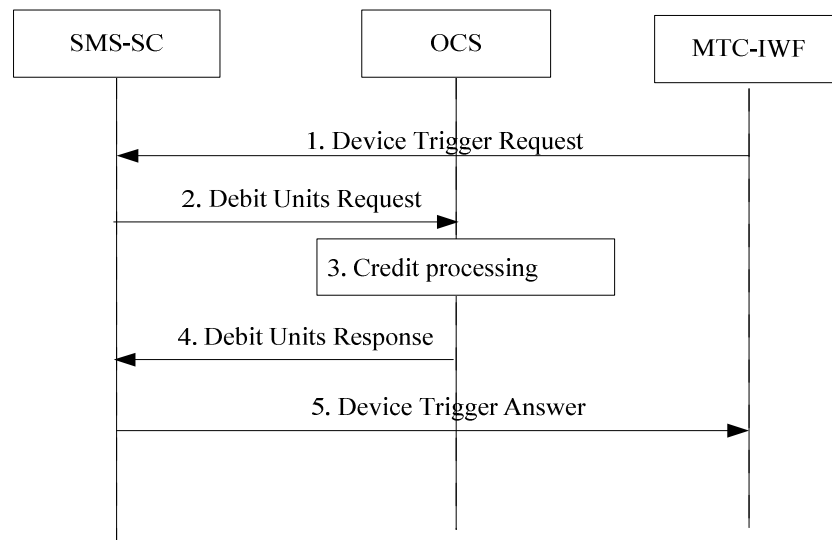 SMS-SC
OCS
MTC-IWF
1. Device Trigger Request
2. Debit Units Request
3. Credit processing
4. Debit Units Response
5. Device Trigger Answer